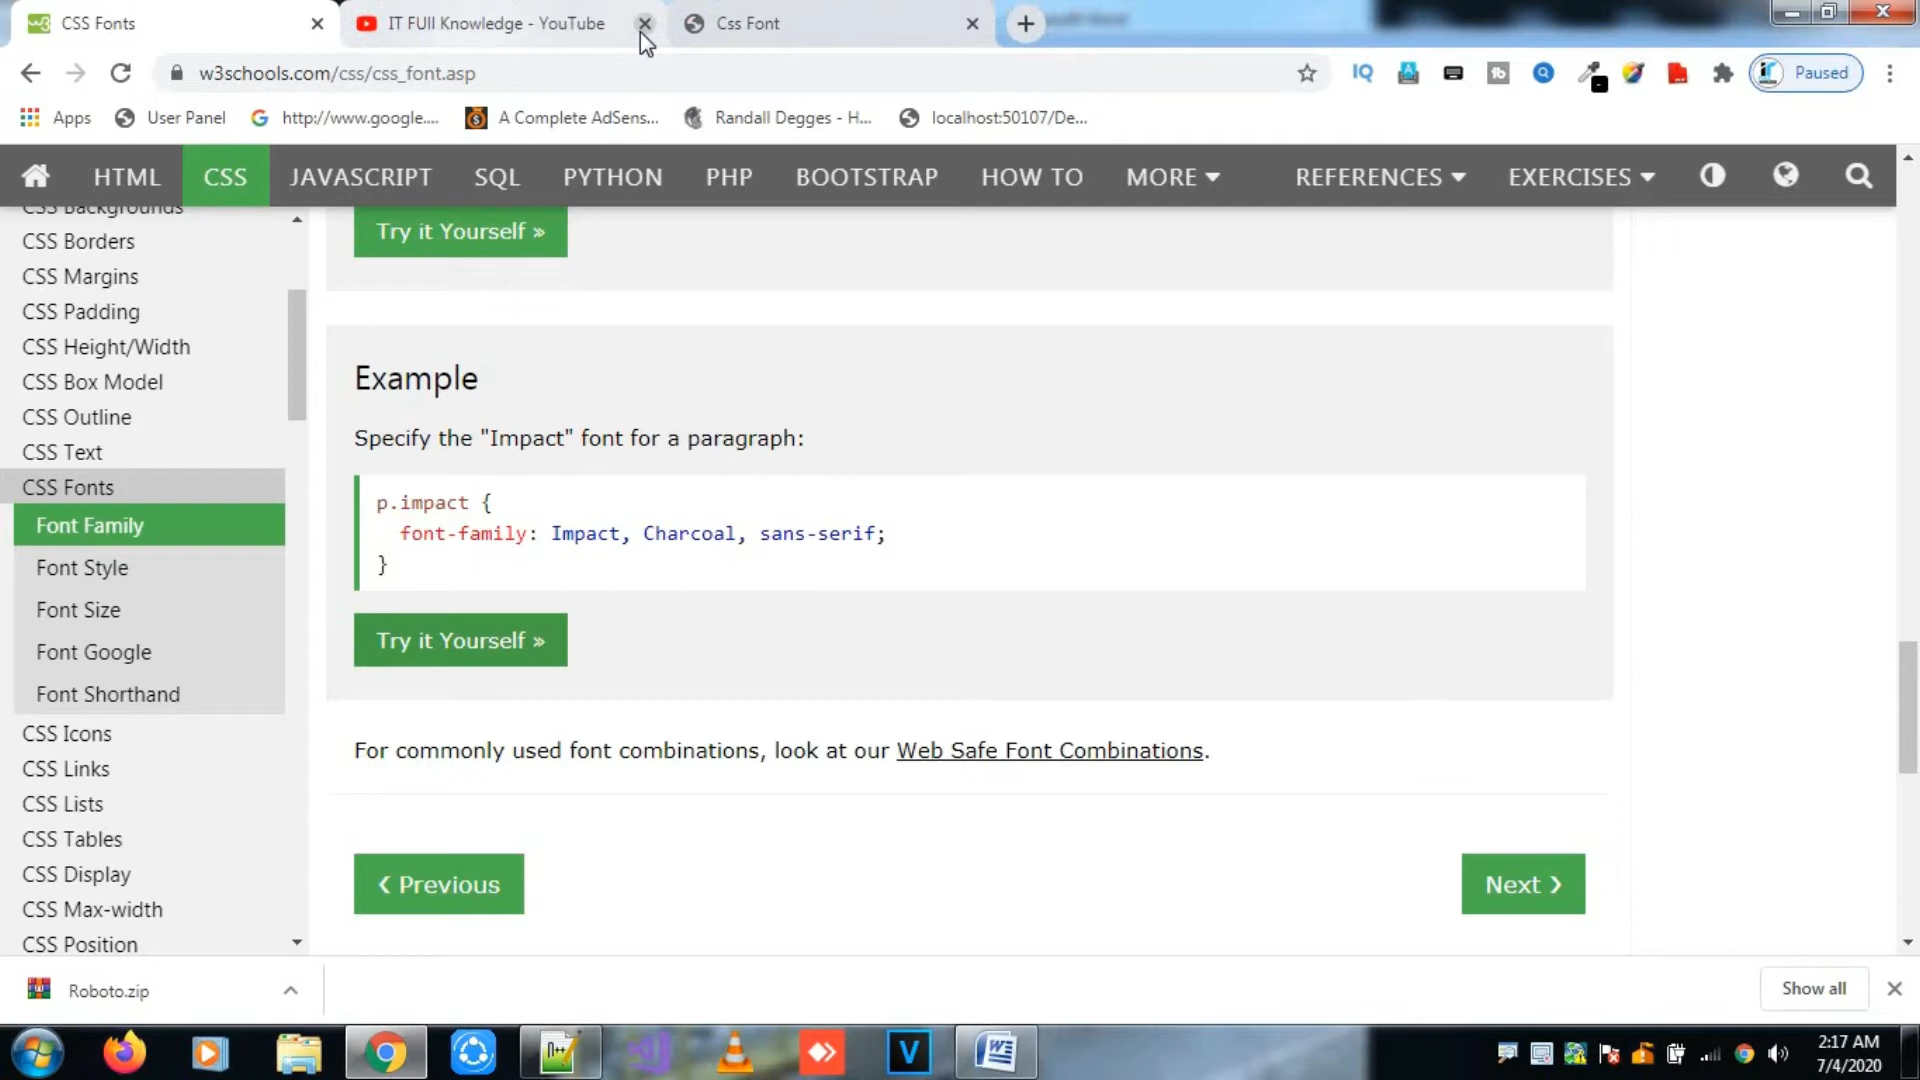 CSS Fonts
IT FUll Knowledge - YouTube
Css Font
w3schools.com/css/css_font.asp
Paused
Apps
User Panel
http://www.google....
A Complete AdSens...
Randall Degges - H...
localhost:50107/De...
HTML
CSS
JAVASCRIPT
SQL
PYTHON
PHP
BOOTSTRAP
HOW TO
MORE
REFERENCES
EXERCISES
CSS Backgrounds
CSS Borders
CSS Margins
CSS Padding
CSS Height/Width
CSS Box Model
CSS Outline
CSS Text
CSS Fonts
Font Family
Font Style
Font Size
Font Google
Font Shorthand
CSS Icons
CSS Links
CSS Lists
CSS Tables
CSS Display
CSS Max-width
CSS Position
Try it Yourself »
Example
Specify the "Impact" font for a paragraph:
p.impact {
font-family: Impact, Charcoal, sans-serif;
}
Try it Yourself »
For commonly used font combinations, look at our Web Safe Font Combinations.
❮ Previous
Next ❯
Roboto.zip
Show all
2:17 AM
7/4/2020